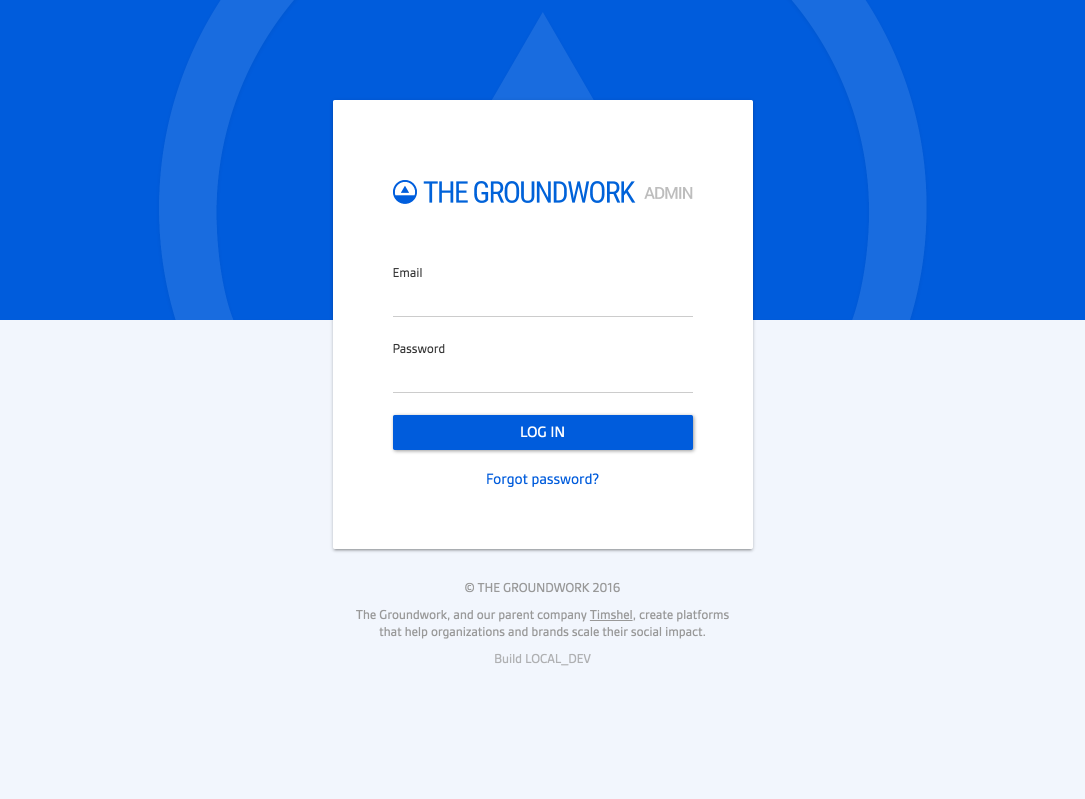 THE GROUNDWORK ADMIN
Email
Password
LOG IN
Forgot password?
© THE GROUNDWORK 2016
The Groundwork, and our parent company Timshel, create platforms
that help organizations and brands scale their social impact.
Build LOCAL_DEV